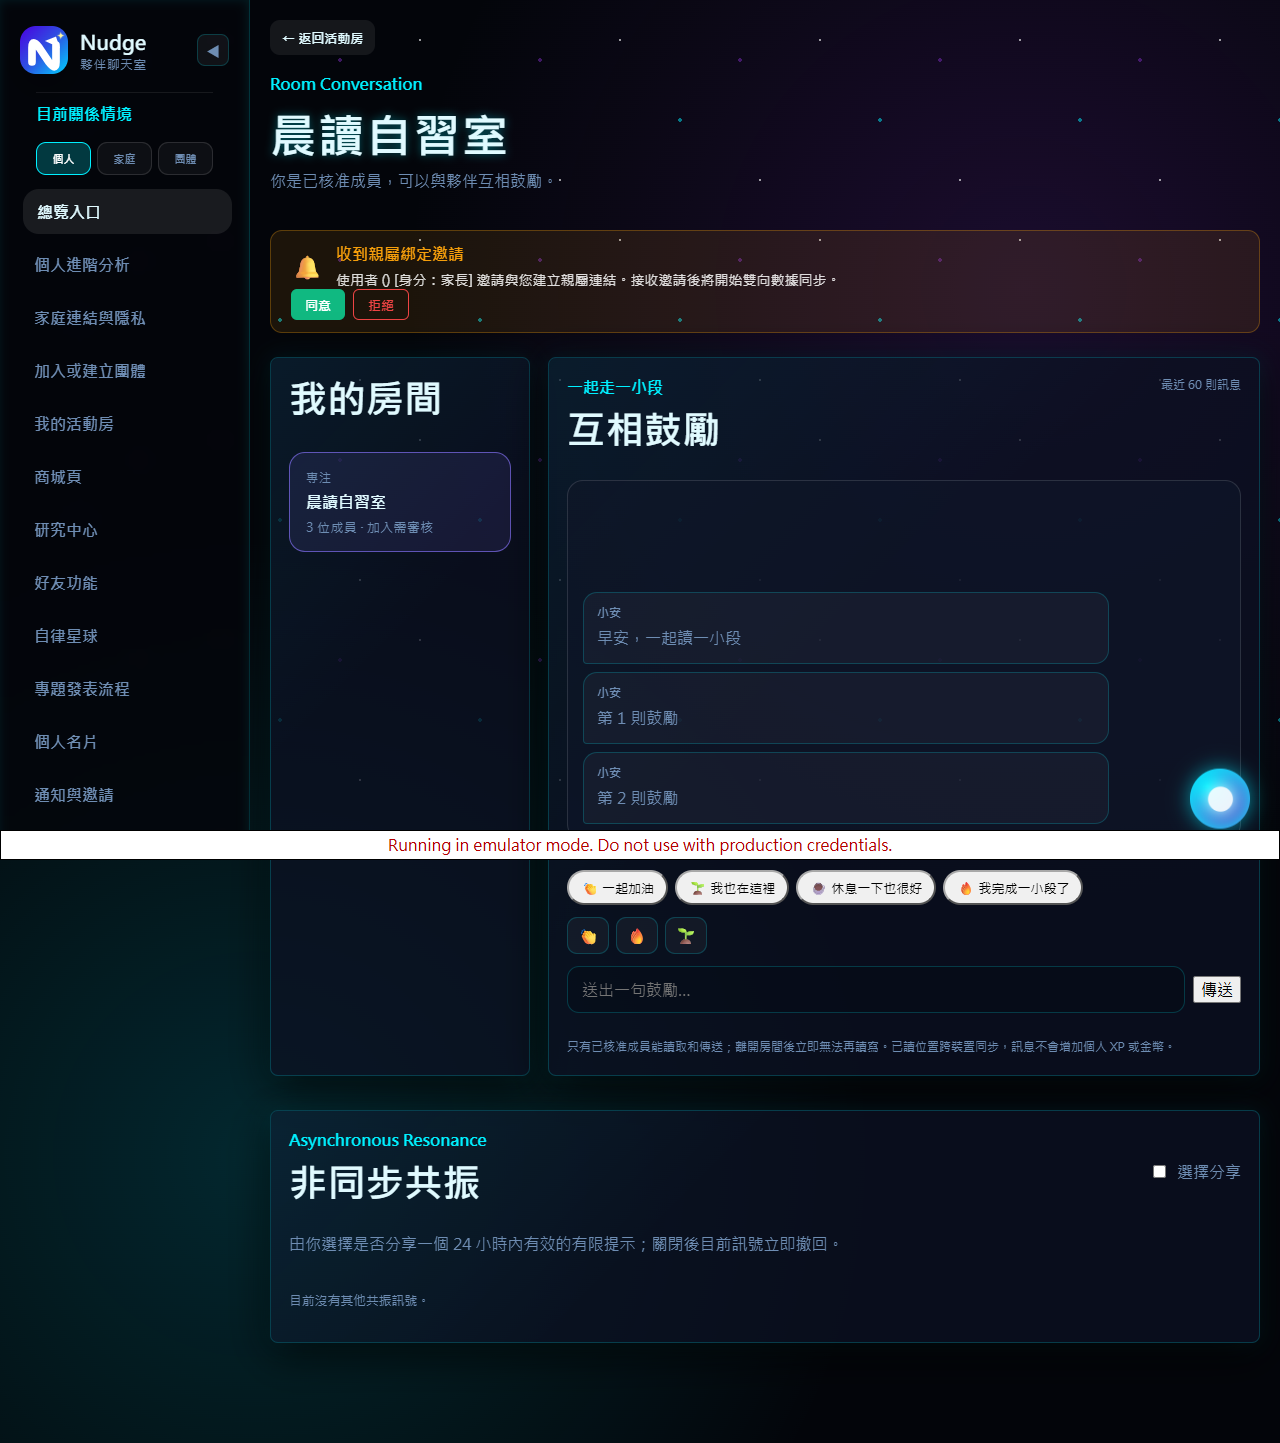 Nudge
夥伴聊天室
◀
目前關係情境
個人
家庭
團體
總覽入口
個人進階分析
家庭連結與隱私
加入或建立團體
我的活動房
商城頁
研究中心
好友功能
自律星球
專題發表流程
個人名片
通知與邀請
← 返回活動房
Room Conversation
晨讀自習室
你是已核准成員，可以與夥伴互相鼓勵。
收到親屬綁定邀請
使用者 () [身分：家長] 邀請與您建立親屬連結。接收邀請後將開始雙向數據同步。
同意
拒絕
我的房間
專注
晨讀自習室
3 位成員 · 加入需審核
一起走一小段
最近 60 則訊息
互相鼓勵
小安
早安，一起讀一小段
小安
第 1 則鼓勵
小安
第 2 則鼓勵
Running in emulator mode. Do not use with production credentials.
👏 一起加油
🌱 我也在這裡
休息一下也很好
🔥 我完成一小段了
👏
🔥
🌱
送出一句鼓勵...
傳送
只有已核准成員能讀取和傳送；離開房間後立即無法再讀寫。已讀位置跨裝置同步，訊息不會增加個人 XP 或金幣。
Asynchronous Resonance
非同步共振
選擇分享
由你選擇是否分享一個 24 小時內有效的有限提示；關閉後目前訊號立即撤回。
目前沒有其他共振訊號。